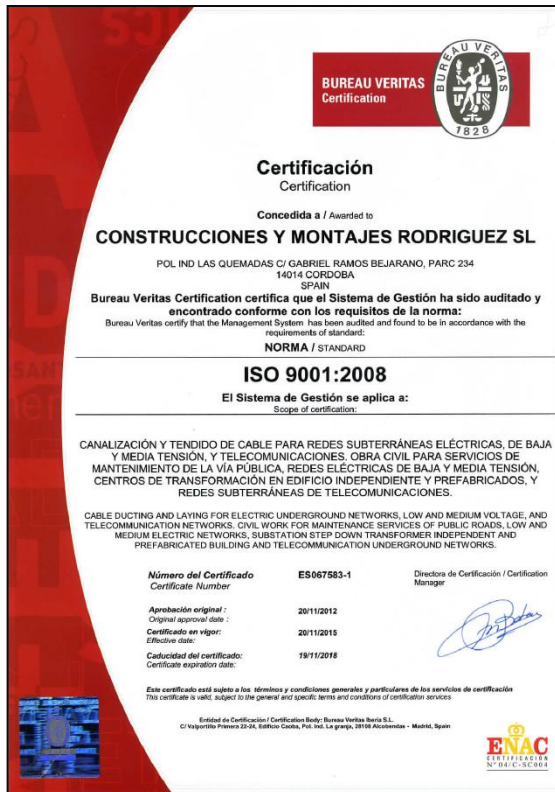 BUREAU VERITAS
Certification
BUREAU VERITAS
1828
Certificación
Certification
Concedida a / Awarded to
CONSTRUCCIONES Y MONTAJES RODRIGUEZ SL
POL IND LAS QUEMADAS C/ GABRIEL RAMOS BEJARANO, PARC 234
14014 CORDOBA
SPAIN
Bureau Veritas Certification certifica que el Sistema de Gestión ha sido auditado y
encontrado conforme con los requisitos de la norma:
Bureau Veritas certify that the Management System has been audited and found to be in accordance with the
requirements of standard:
NORMA / STANDARD
ISO 9001:2008
El Sistema de Gestión se aplica a:
Scope of certification:
CANALIZACIÓN Y TENDIDO DE CABLE PARA REDES SUBTERRÁNEAS ELÉCTRICAS, DE BAJA
Y MEDIA TENSIÓN, Y TELECOMUNICACIONES. OBRA CIVIL PARA SERVICIOS DE
MANTENIMIENTO DE LA VÍA PÚBLICA, REDES ELÉCTRICAS DE BAJA Y MEDIA TENSIÓN,
CENTROS DE TRANSFORMACIÓN EN EDIFICIO INDEPENDIENTE Y PREFABRICADOS, Y
REDES SUBTERRÁNEAS DE TELECOMUNICACIONES.
CABLE DUCTING AND LAYING FOR ELECTRIC UNDERGROUND NETWORKS, LOW AND MEDIUM VOLTAGE, AND
TELECOMMUNICATION NETWORKS. CIVIL WORK FOR MAINTENANCE SERVICES OF PUBLIC ROADS, LOW AND
MEDIUM ELECTRIC NETWORKS, SUBSTATION STEP DOWN TRANSFORMER INDEPENDENT AND
PREFABRICATED BUILDING AND TELECOMMUNICATION UNDERGROUND NETWORKS.
Número del Certificado ES067583-1 Directora de Certificación / Certification
Certificate Number Manager
Aprobación original : 20/11/2012
Original approval date :
Certificado en vigor: 20/11/2015
Effective date:
Caducidad del certificado: 19/11/2018
Certificate expiration date:
Este certificado está sujeto a los términos y condiciones generales y particulares de los servicios de certificación
This certificate is valid, subject to the general and specific terms and conditions of certification services
Entidad de Certificación / Certification Body: Bureau Veritas Iberia S.L.
C/ Valportillo Primera 22-24, Edificio Caoba, Pol. Ind. La granja, 28108 Alcobendas - Madrid, Spain
ENAC
CERTIFICACIÓN
Nº 04/C-SC004